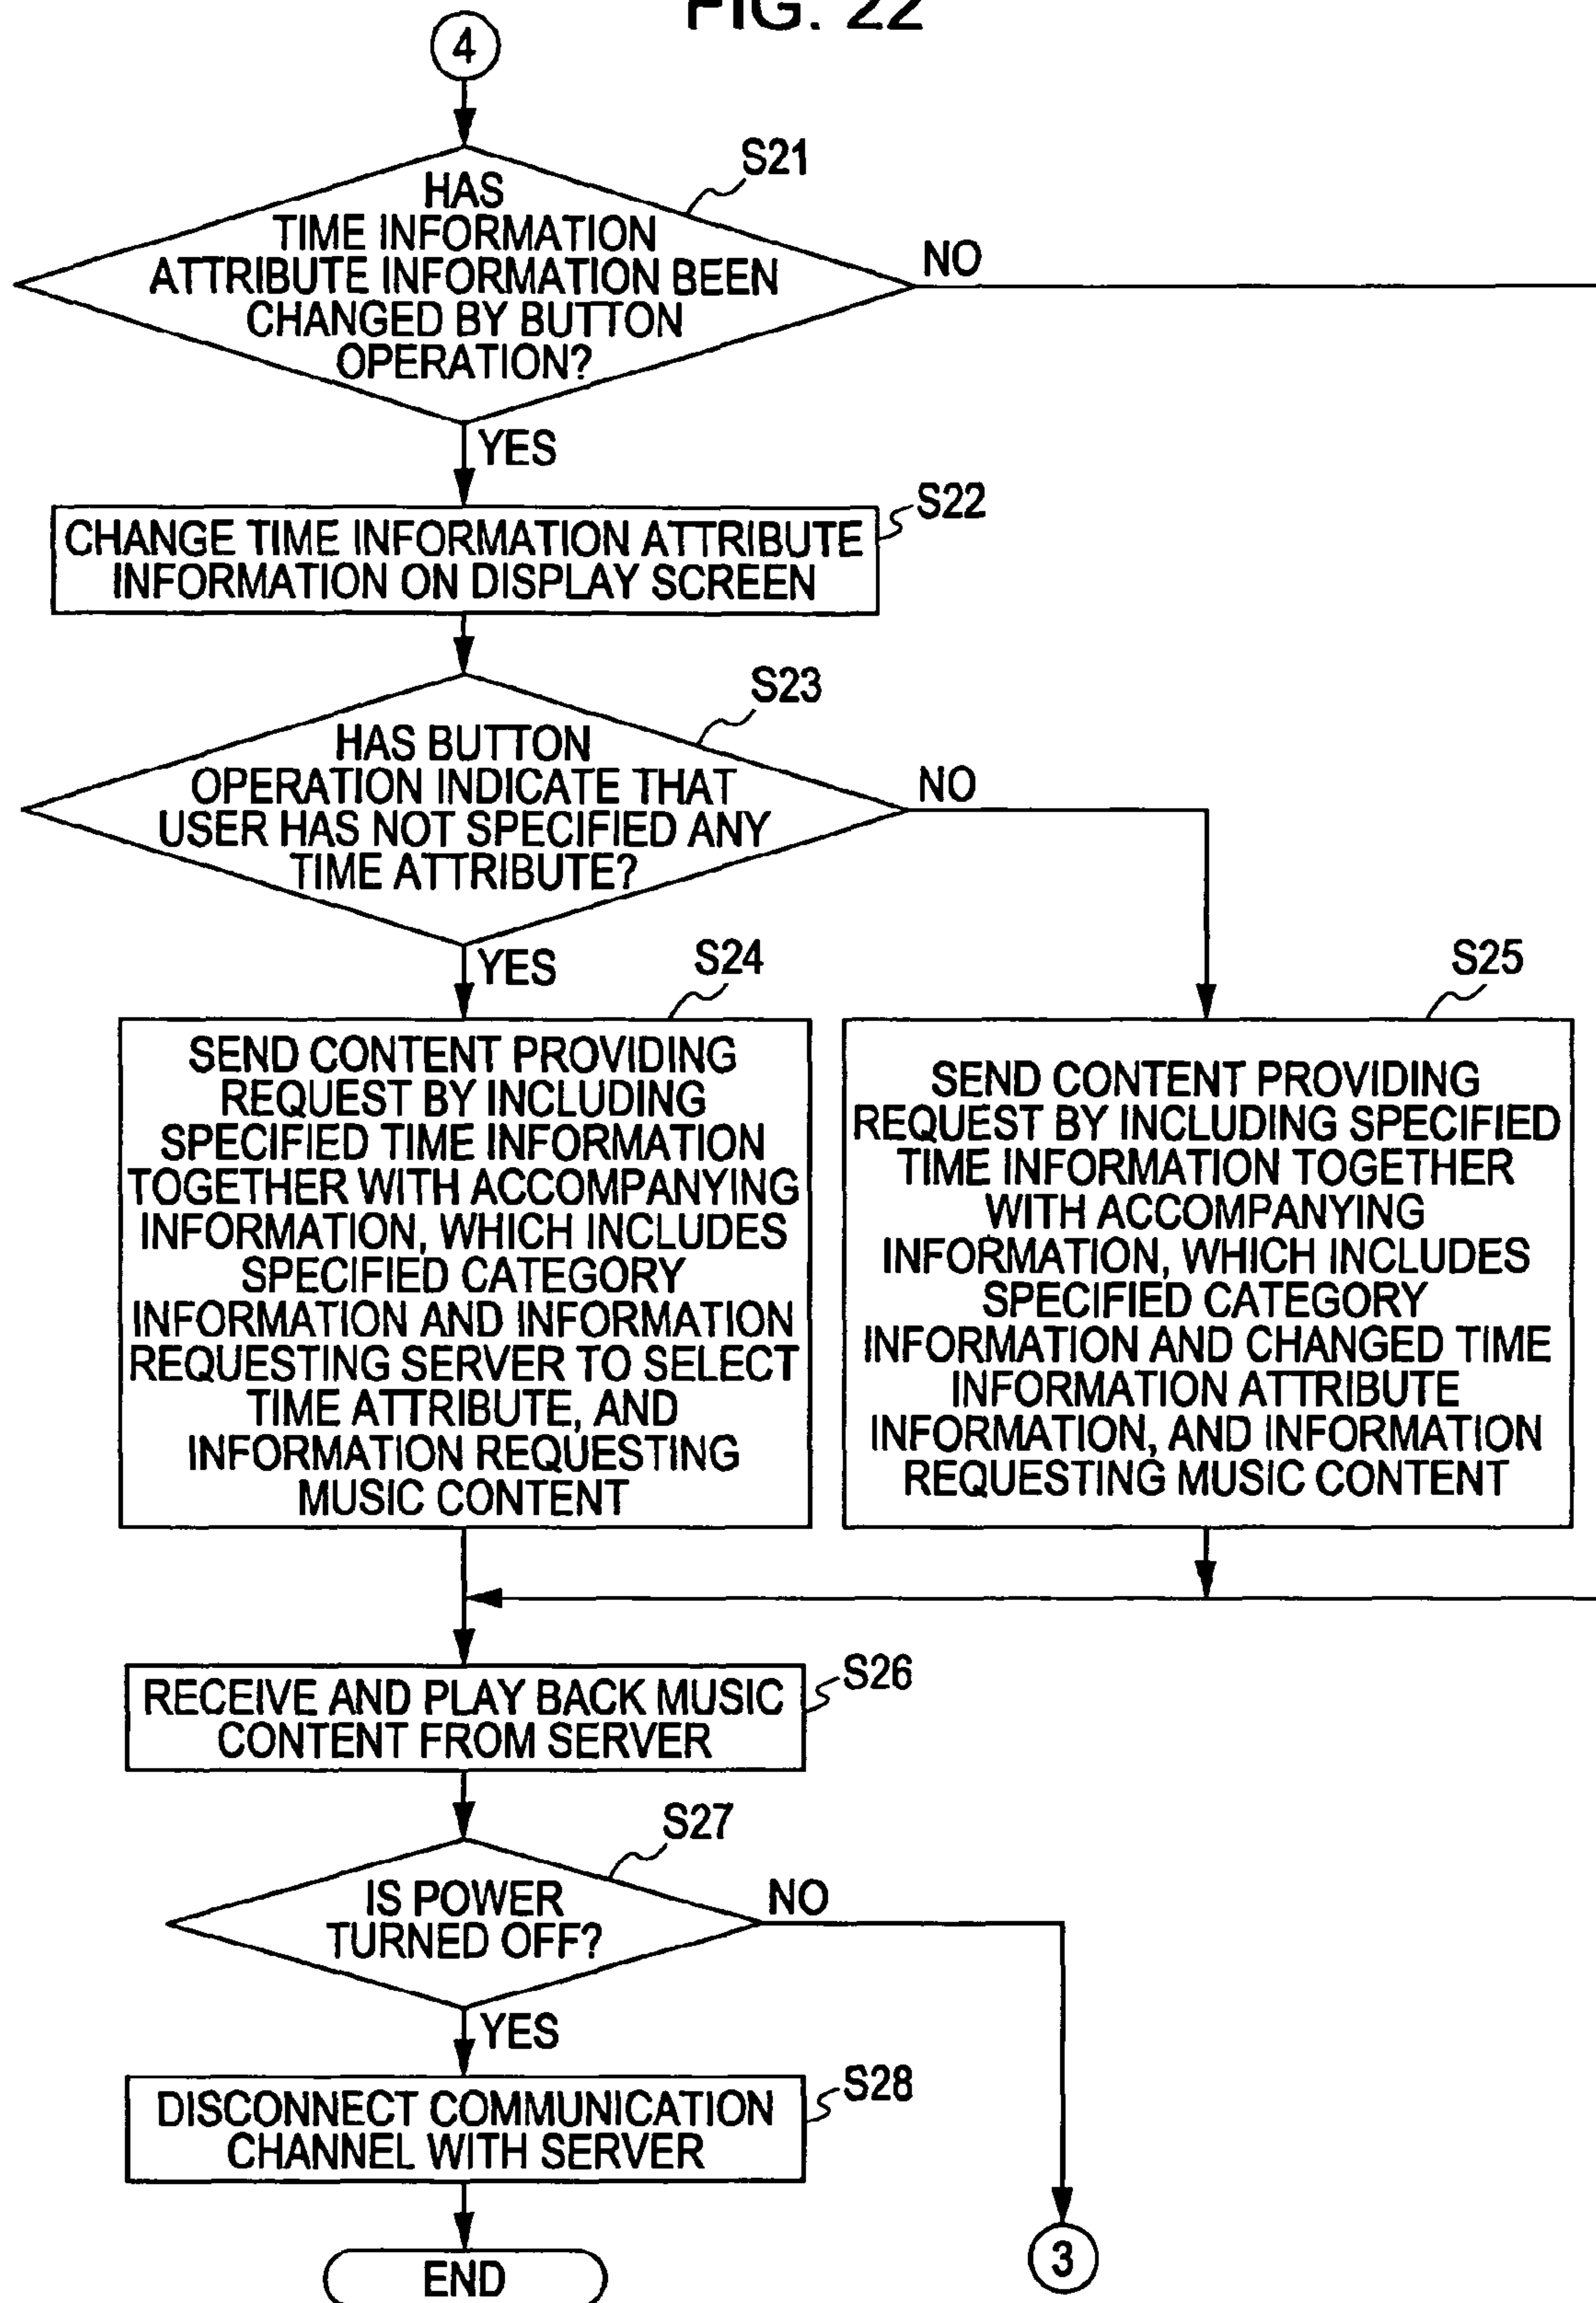 FIG. 22
4
S21
HAS
TIME INFORMATION
ATTRIBUTE INFORMATION BEEN
CHANGED BY BUTTON
OPERATION?
NO
YES
S22
CHANGE TIME INFORMATION ATTRIBUTE
INFORMATION ON DISPLAY SCREEN
S23
HAS BUTTON
OPERATION INDICATE THAT
USER HAS NOT SPECIFIED ANY
TIME ATTRIBUTE?
NO
YES
S24
SEND CONTENT PROVIDING
REQUEST BY INCLUDING
SPECIFIED TIME INFORMATION
TOGETHER WITH ACCOMPANYING
INFORMATION, WHICH INCLUDES
SPECIFIED CATEGORY
INFORMATION AND INFORMATION
REQUESTING SERVER TO SELECT
TIME ATTRIBUTE, AND
INFORMATION REQUESTING
MUSIC CONTENT
S25
SEND CONTENT PROVIDING
REQUEST BY INCLUDING SPECIFIED
TIME INFORMATION TOGETHER
WITH ACCOMPANYING
INFORMATION, WHICH INCLUDES
SPECIFIED CATEGORY
INFORMATION AND CHANGED TIME
INFORMATION ATTRIBUTE
INFORMATION, AND INFORMATION
REQUESTING MUSIC CONTENT
S26
RECEIVE AND PLAY BACK MUSIC
CONTENT FROM SERVER
S27
IS POWER
TURNED OFF?
NO
YES
S28
DISCONNECT COMMUNICATION
CHANNEL WITH SERVER
END
3